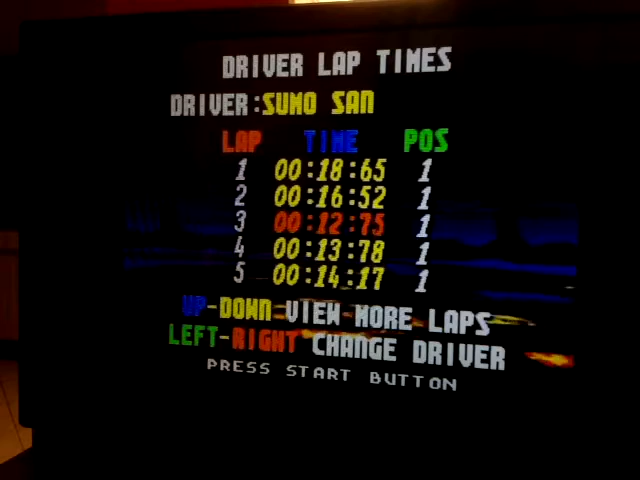 DRIVER LAP TIMES
DRIVER:SUMO SAN
LAP TIME POS
1 00:18:65 1
2 00:16:52 1
3 00:12:75 1
4 00:13:78 1
5 00:14:17 1
UP-DOWN-VIEW MORE LAPS
LEFT-RIGHT CHANGE DRIVER
PRESS START BUTTON